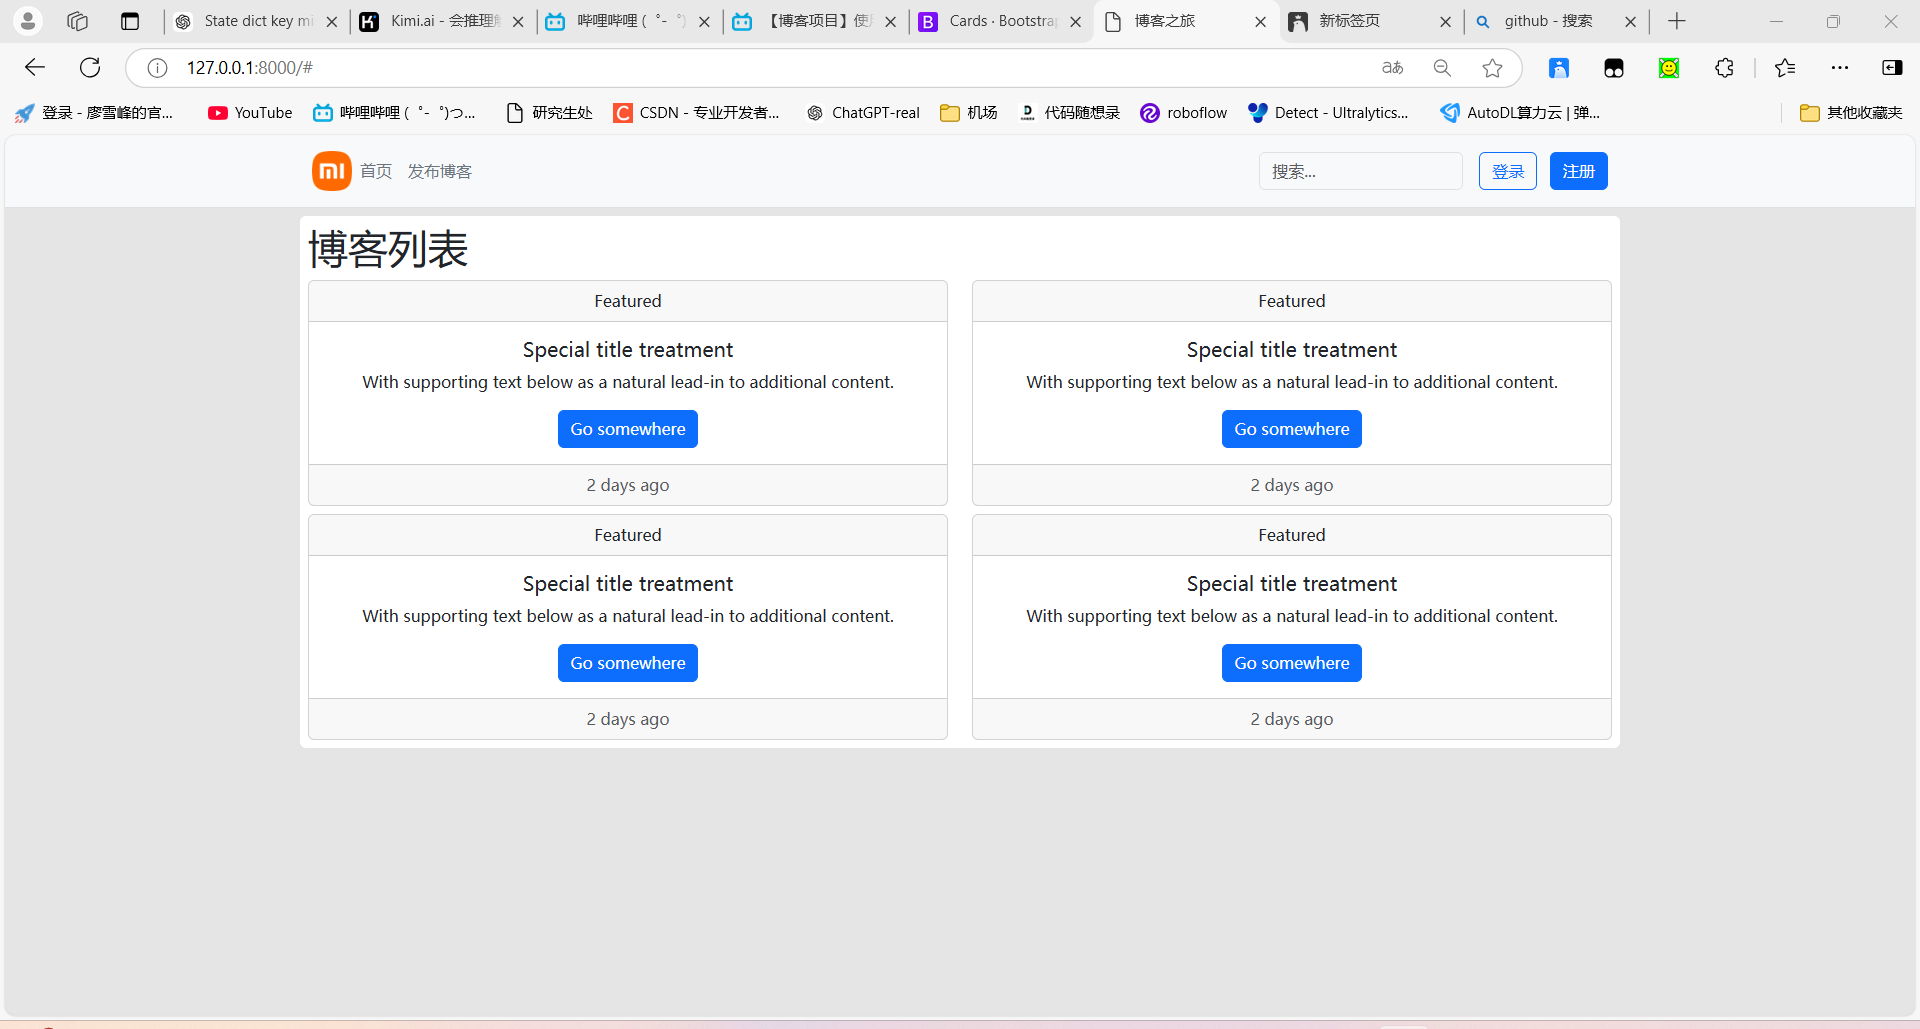 State dict key mi
Kimi.ai - 会推理
哔哩哔哩 ( ゜- ゜)
【博客项目】使
Cards · Bootstrap
博客之旅
新标签页
github - 搜索
127.0.0.1:8000/#
aあ
登录 - 廖雪峰的官...
YouTube
哔哩哔哩 ( ゜- ゜)つ...
研究生处
CSDN - 专业开发者...
ChatGPT-real
机场
代码随想录
roboflow
Detect - Ultralytics...
AutoDL算力云 | 弹...
其他收藏夹
mi 首页 发布博客 搜索... 登录 注册
博客列表
Featured
Special title treatment
With supporting text below as a natural lead-in to additional content.
Go somewhere
2 days ago
Featured
Special title treatment
With supporting text below as a natural lead-in to additional content.
Go somewhere
2 days ago
Featured
Special title treatment
With supporting text below as a natural lead-in to additional content.
Go somewhere
2 days ago
Featured
Special title treatment
With supporting text below as a natural lead-in to additional content.
Go somewhere
2 days ago